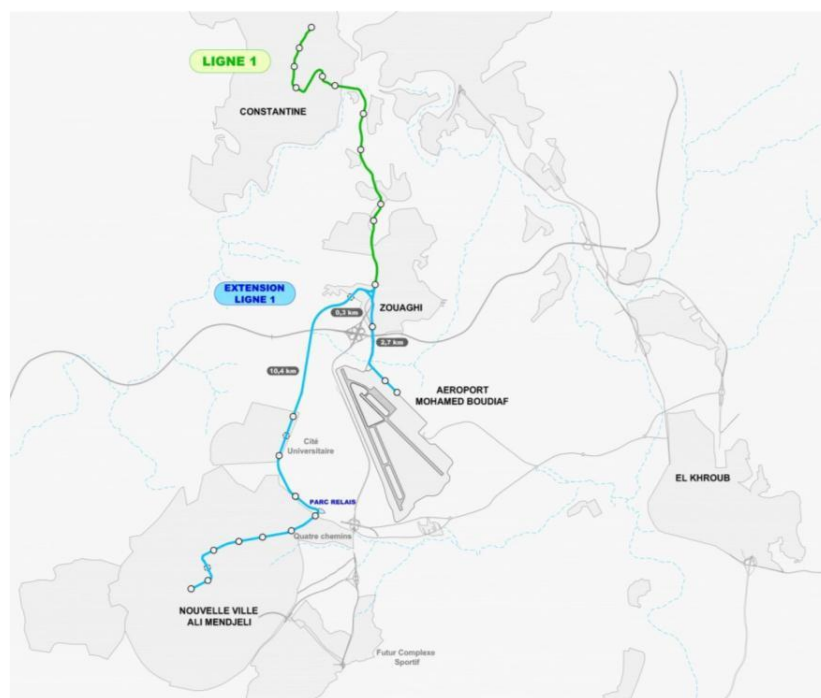 LIGNE 1
CONSTANTINE
EXTENSION
LIGNE 1
ZOUAGHI
0,3 km
2,7 km
10,4 km
AEROPORT
MOHAMED BOUDIAF
Cité
Universitaire
EL KHROUB
PARC RELAIS
Quatre chemins
NOUVELLE VILLE
ALI MENDJELI
Futur Complexe
Sportif